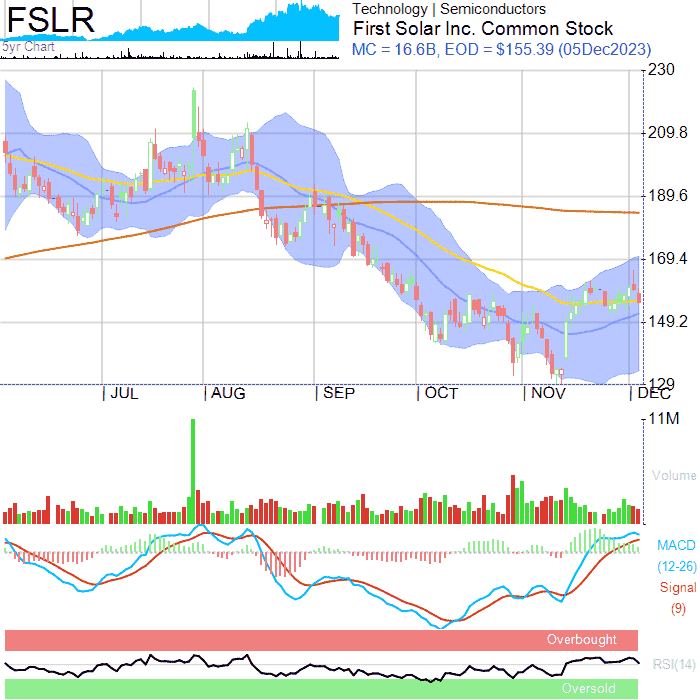 FSLR
5yr Chart
Technology | Semiconductors
First Solar Inc. Common Stock
MC = 16.6B, EOD = $155.39 (05Dec2023)
230
209.8
189.6
169.4
149.2
129
JUL AUG SEP OCT NOV DEC
11M
Volume
MACD
(12-26)
Signal
(9)
Overbought
RSI(14)
Oversold